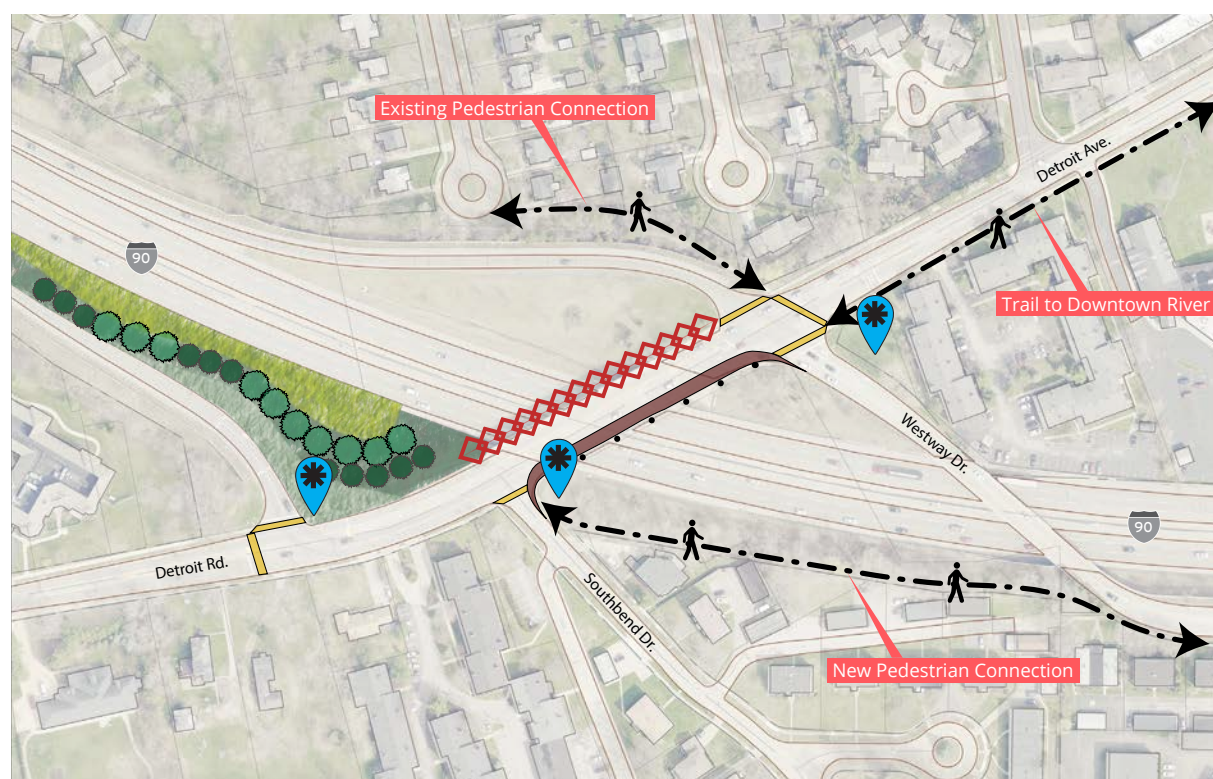 Existing Pedestrian Connection
Detroit Ave.
90
Trail to Downtown River
Westway Dr.
90
Detroit Rd.
Southbend Dr.
New Pedestrian Connection